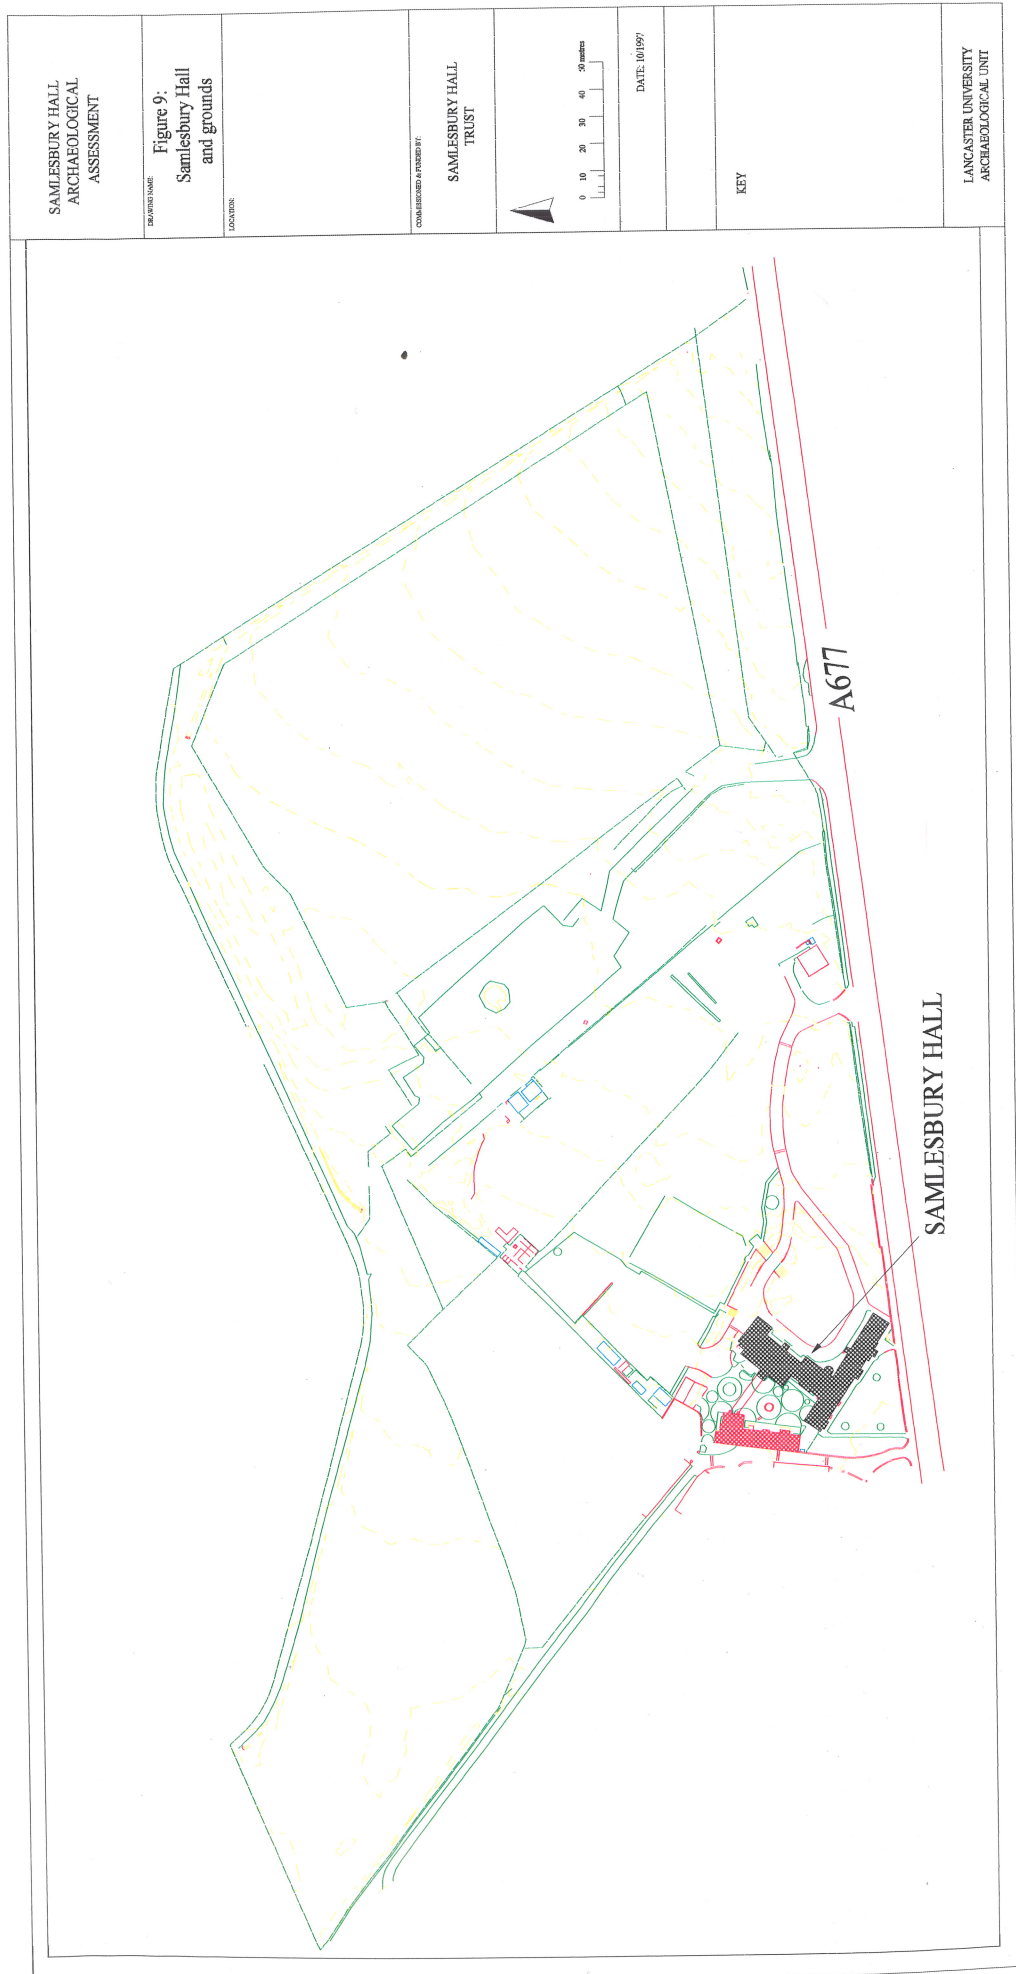 SAMLESBURY HALL
ARCHAEOLOGICAL
ASSESSMENT
DRAWING NAME:
Figure 9:
Samlesbury Hall
and grounds
LOCATION:
COMMISSIONED & FUNDED BY:
SAMLESBURY HALL
TRUST
0 10 20 30 40 50 metres
DATE: 10/1997
KEY
LANCASTER UNIVERSITY
ARCHAEOLOGICAL UNIT
A677
SAMLESBURY HALL